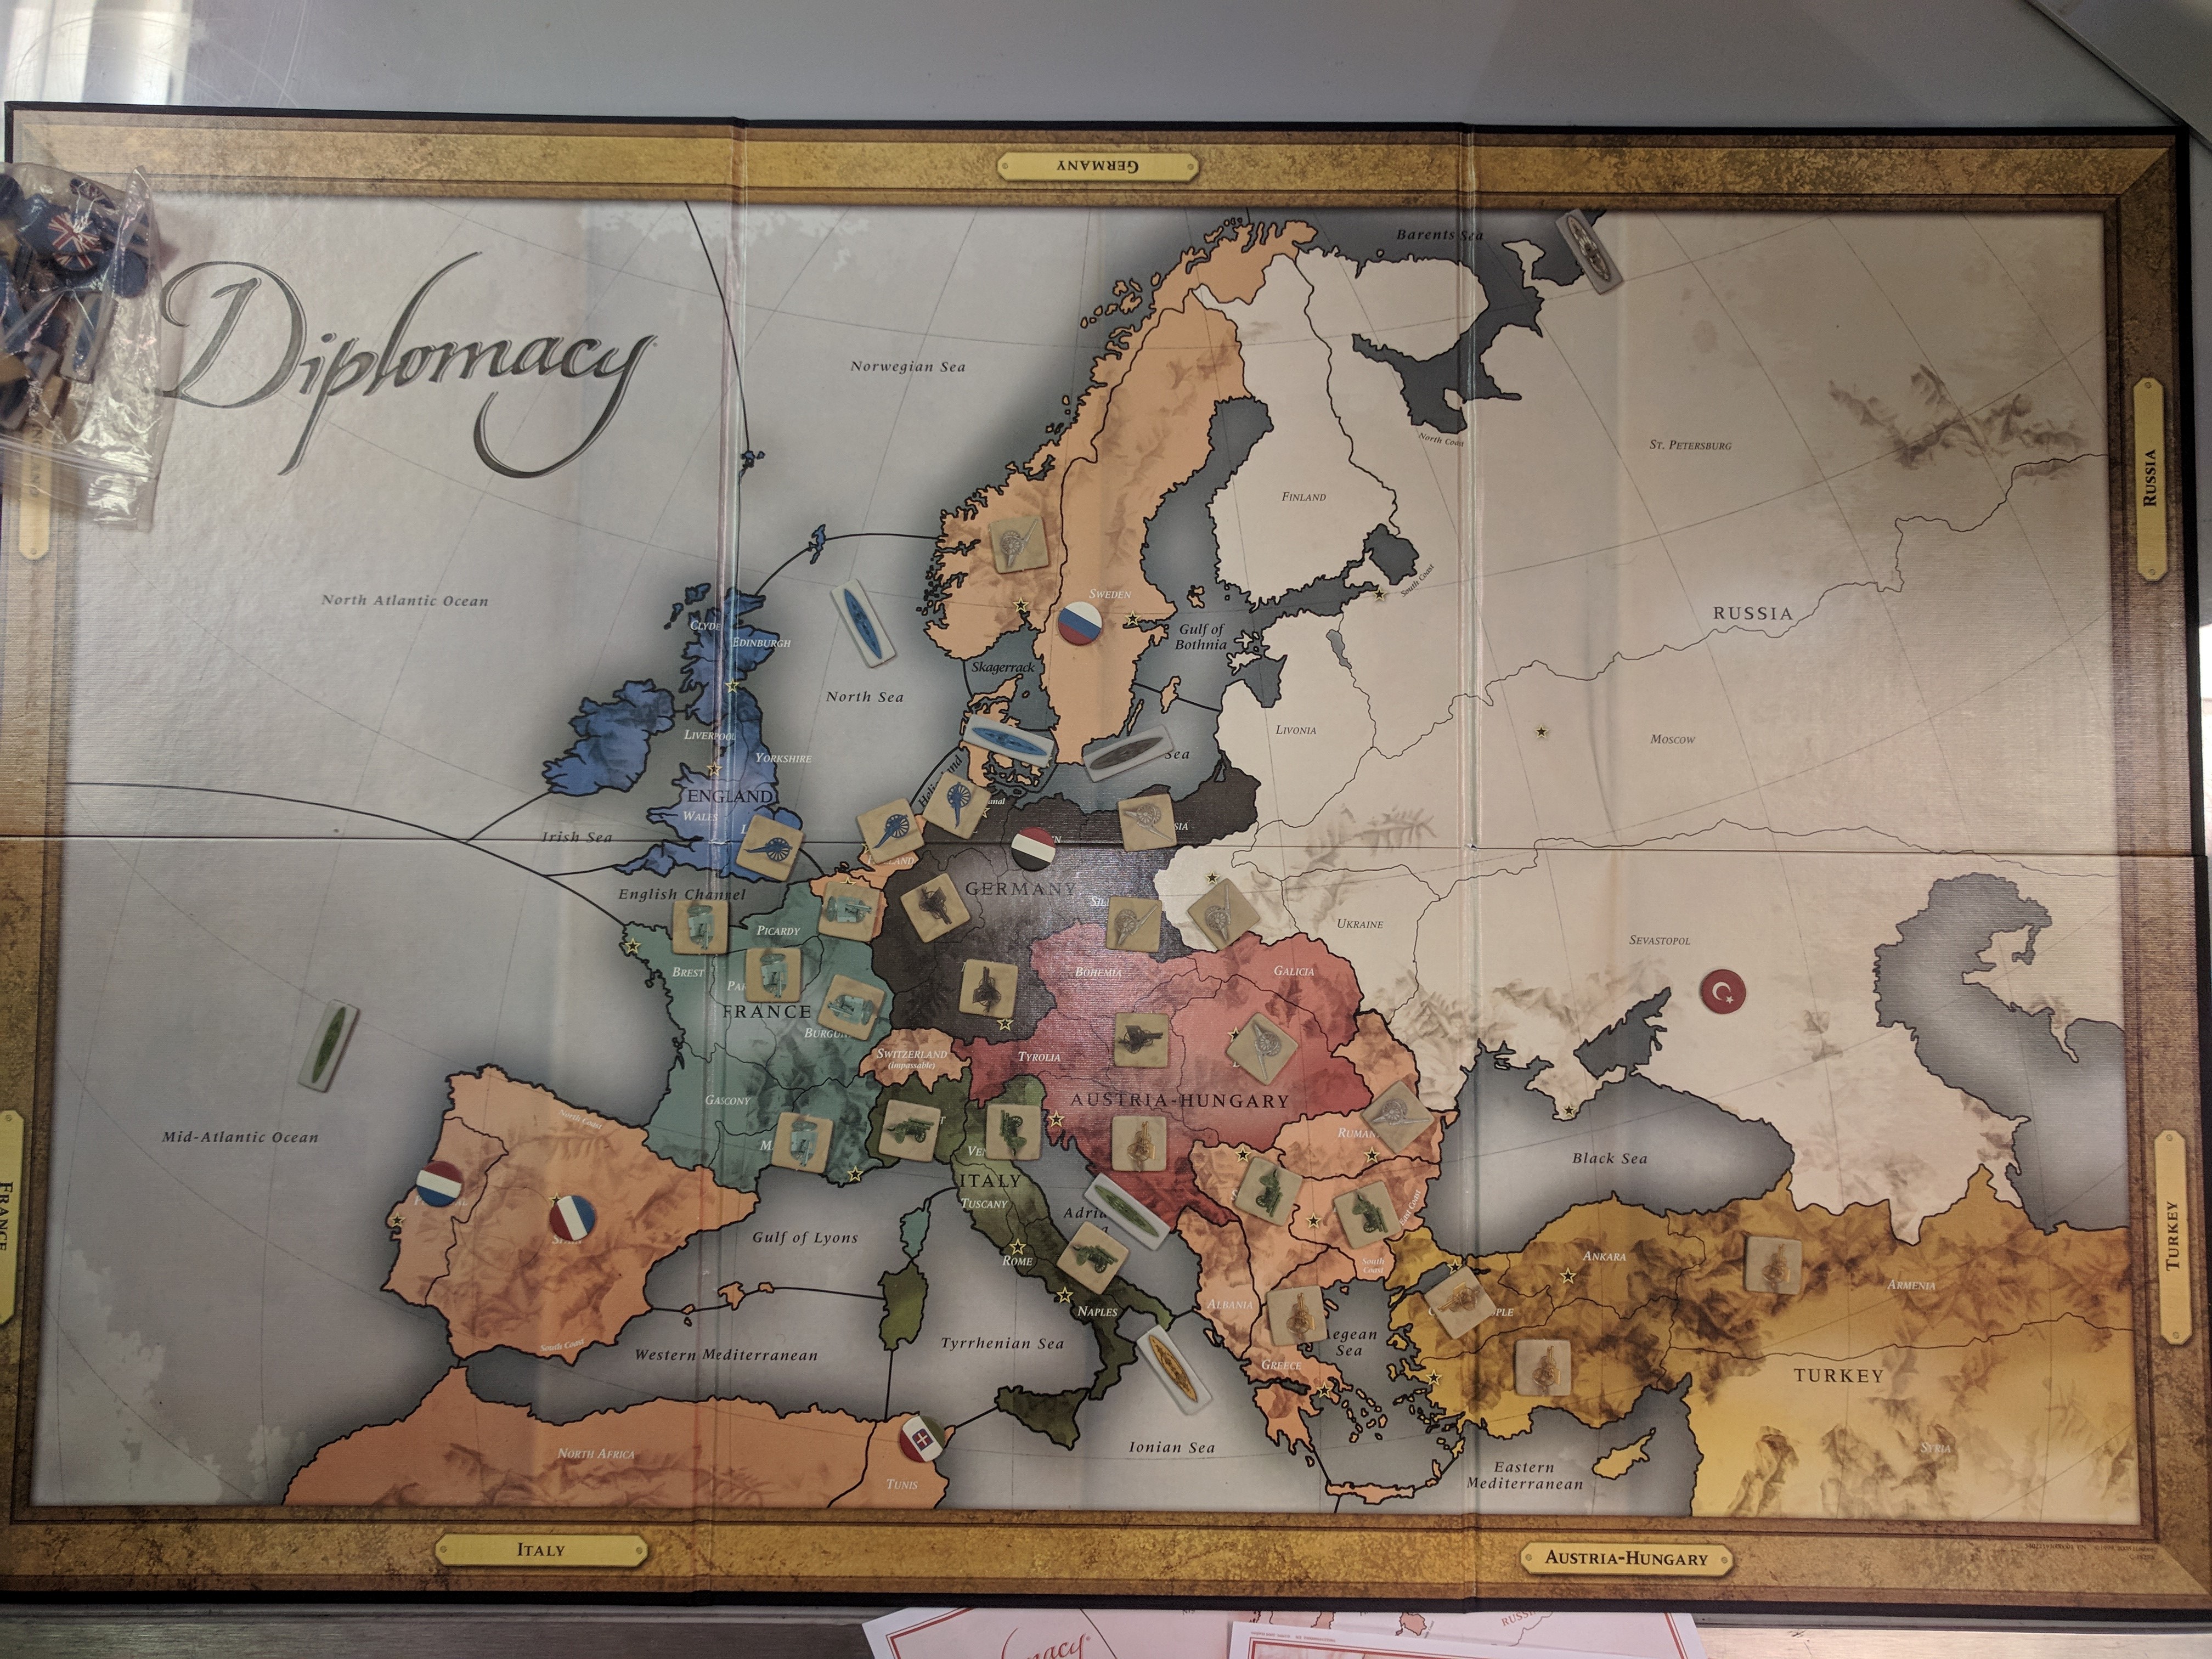 GERMANY
Barents Sea
Diplomacy
Norwegian Sea
North Coast
ST. PETERSBURG
RUSSIA
FINLAND
North Atlantic Ocean
SWEDEN
South Coast
RUSSIA
CLYDE
EDINBURGH
Gulf of
Bothnia
Skagerrack
North Sea
LIVERPOOL
YORKSHIRE
Sea
LIVONIA
MOSCOW
ENGLAND
WALES
Irish Sea
English Channel
GERMANY
PICARDY
UKRAINE
SEVASTOPOL
BREST
BOHEMIA
GALICIA
FRANCE
SWITZERLAND
(Impassable)
TYROLIA
GASCONY
AUSTRIA-HUNGARY
North Coast
Mid-Atlantic Ocean
Black Sea
ITALY
TUSCANY
East Coast
FRANCE
TURKEY
Gulf of Lyons
ROME
South
Coast
ANKARA
ARMENIA
NAPLES
ALBANIA
Aegean
Sea
Tyrrhenian Sea
South Coast
Western Mediterranean
GREECE
TURKEY
Ionian Sea
NORTH AFRICA
TUNIS
Eastern
Mediterranean
SYRIA
ITALY
AUSTRIA-HUNGARY